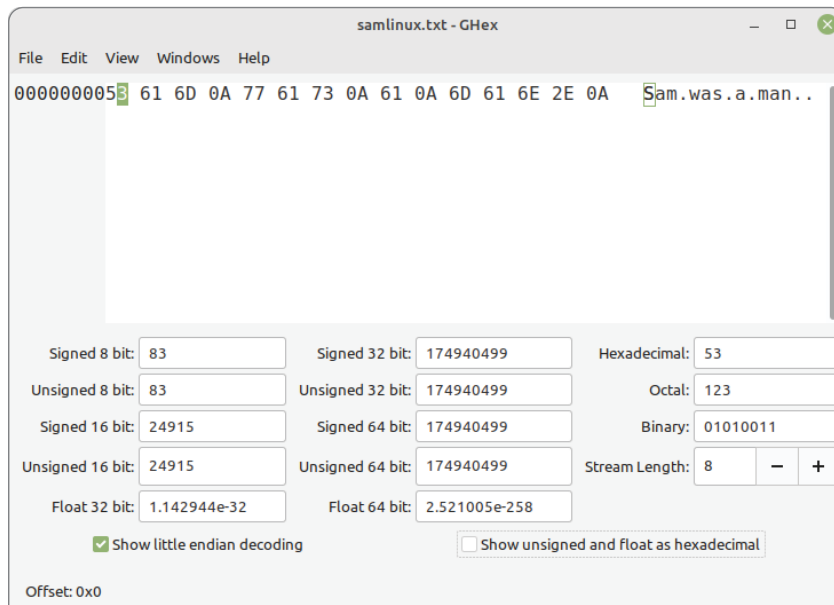 samlinux.txt - GHex
File Edit View Windows Help
0000000053 61 6D 0A 77 61 73 0A 61 0A 6D 61 6E 2E 0A Sam.was.a.man..
Signed 8 bit: 83 Signed 32 bit: 174940499 Hexadecimal: 53
Unsigned 8 bit: 83 Unsigned 32 bit: 174940499 Octal: 123
Signed 16 bit: 24915 Signed 64 bit: 174940499 Binary: 01010011
Unsigned 16 bit: 24915 Unsigned 64 bit: 174940499 Stream Length: 8 − +
Float 32 bit: 1.142944e-32 Float 64 bit: 2.521005e-258
Show little endian decoding Show unsigned and float as hexadecimal
Offset: 0x0